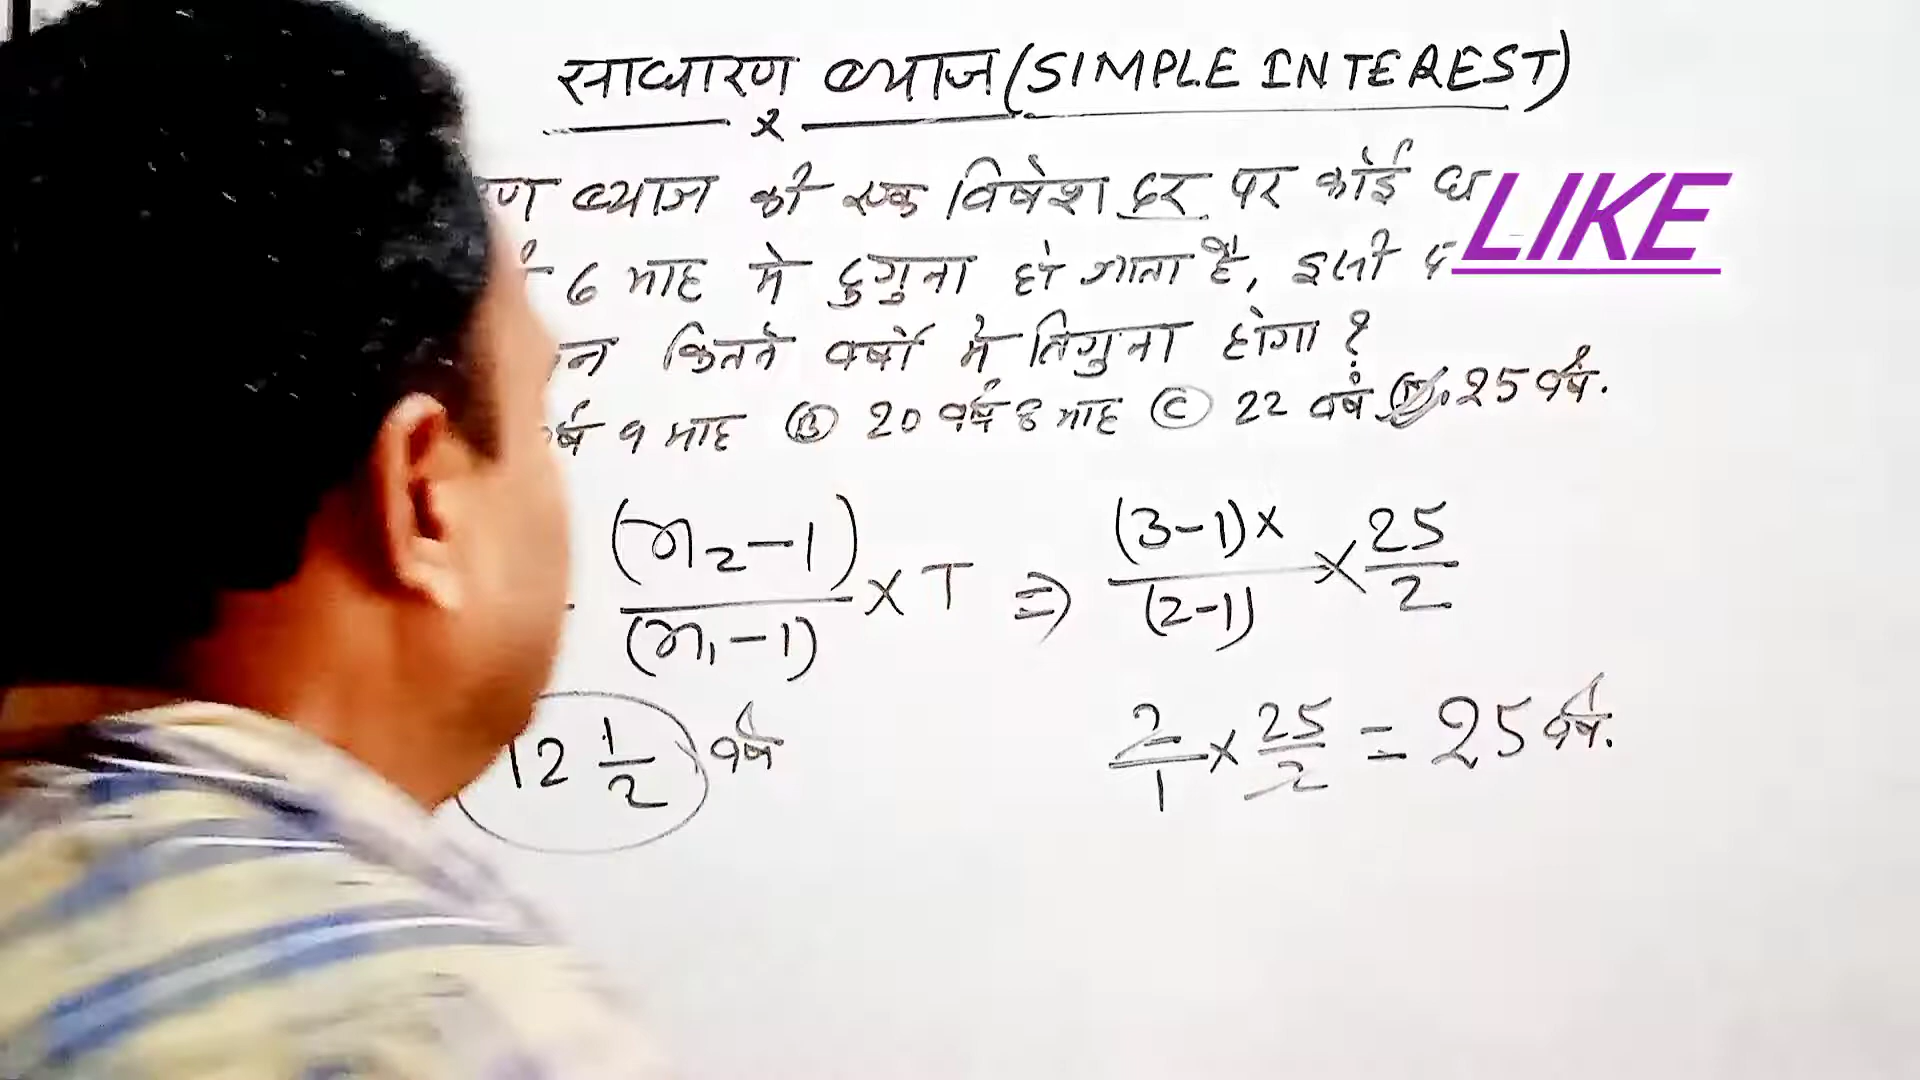 साधारण ब्याज (SIMPLE INTEREST)
ण ब्याज की एक विषेश दर पर कोई ध
LIKE
6 माह मे दुगुना हो जाता है, इसी द
न कितने वर्षो मे तिगुना होगा ?
र्ष 9 माह (B) 20 वर्ष 8 माह (C) 22 वर्ष (D). 25 वर्ष.
(n₂-1)/(n₁-1) × T ⇒ (3-1)×/(2-1) × 25/2
12 1/2 वर्ष 2/1 × 25/2 = 25 वर्ष.